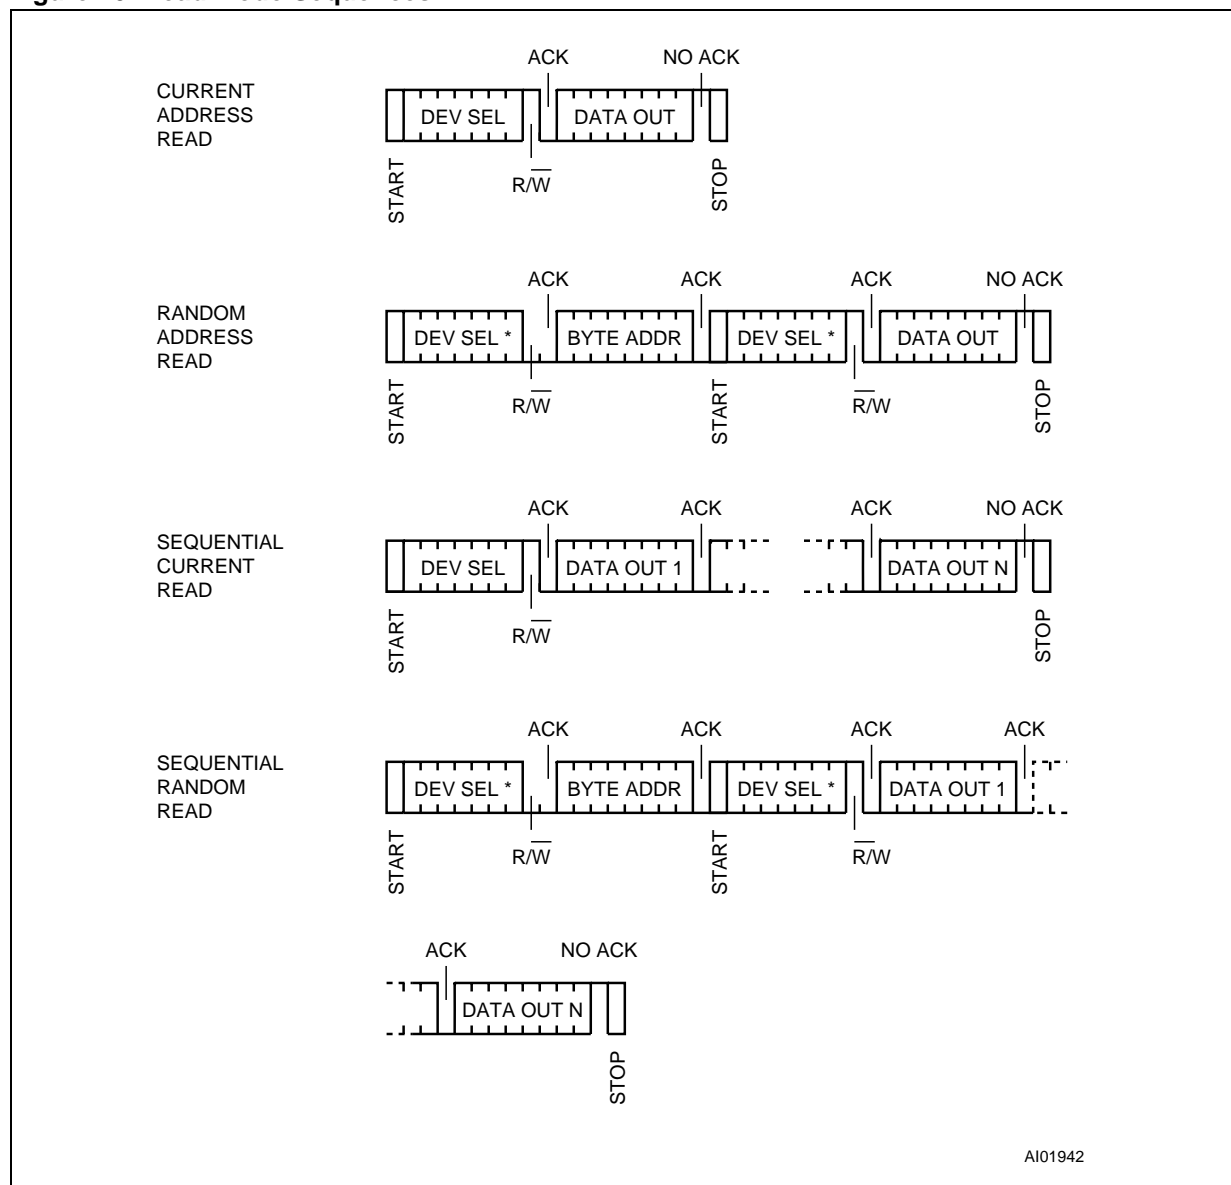 ACK NO ACK
CURRENT
ADDRESS
READ
DEV SEL DATA OUT
START R/W̅ STOP
ACK ACK ACK NO ACK
RANDOM
ADDRESS
READ
DEV SEL * BYTE ADDR DEV SEL * DATA OUT
START R/W̅ START R̅/W STOP
ACK ACK ACK NO ACK
SEQUENTIAL
CURRENT
READ
DEV SEL DATA OUT 1 DATA OUT N
START R/W̅ STOP
ACK ACK ACK ACK
SEQUENTIAL
RANDOM
READ
DEV SEL * BYTE ADDR DEV SEL * DATA OUT 1
START R/W̅ START R̅/W
ACK NO ACK
DATA OUT N
STOP
AI01942